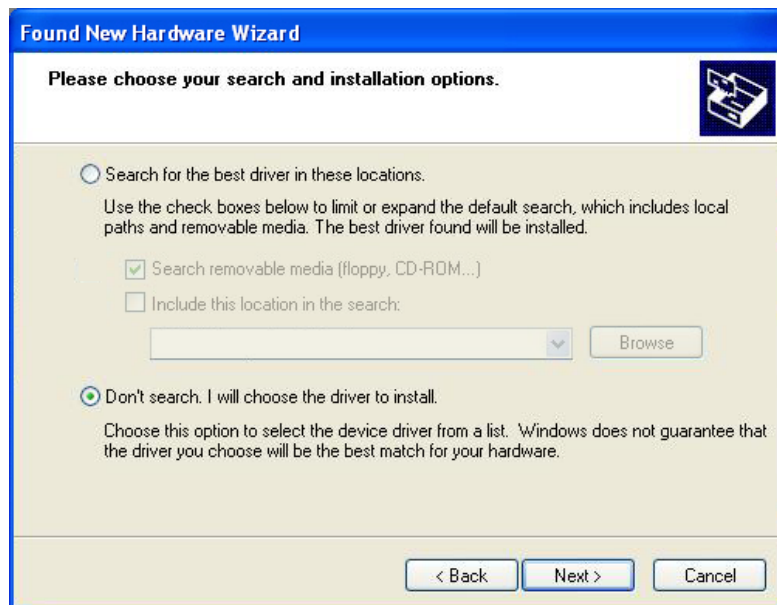 Found New Hardware Wizard
Please choose your search and installation options.
Search for the best driver in these locations.
Use the check boxes below to limit or expand the default search, which includes local
paths and removable media. The best driver found will be installed.
Search removable media (floppy, CD-ROM...)
Include this location in the search:
Browse
Don't search. I will choose the driver to install.
Choose this option to select the device driver from a list. Windows does not guarantee that
the driver you choose will be the best match for your hardware.
< Back Next > Cancel